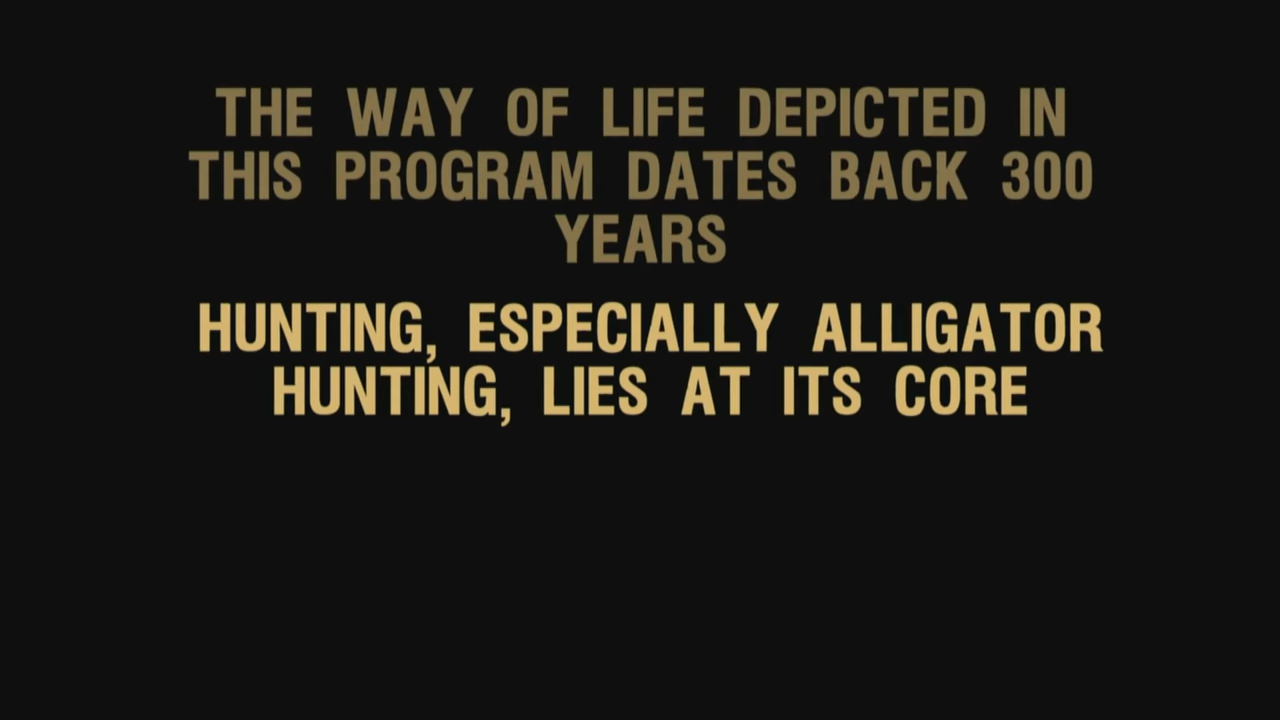 THE WAY OF LIFE DEPICTED IN
THIS PROGRAM DATES BACK 300
YEARS
HUNTING, ESPECIALLY ALLIGATOR
HUNTING, LIES AT ITS CORE